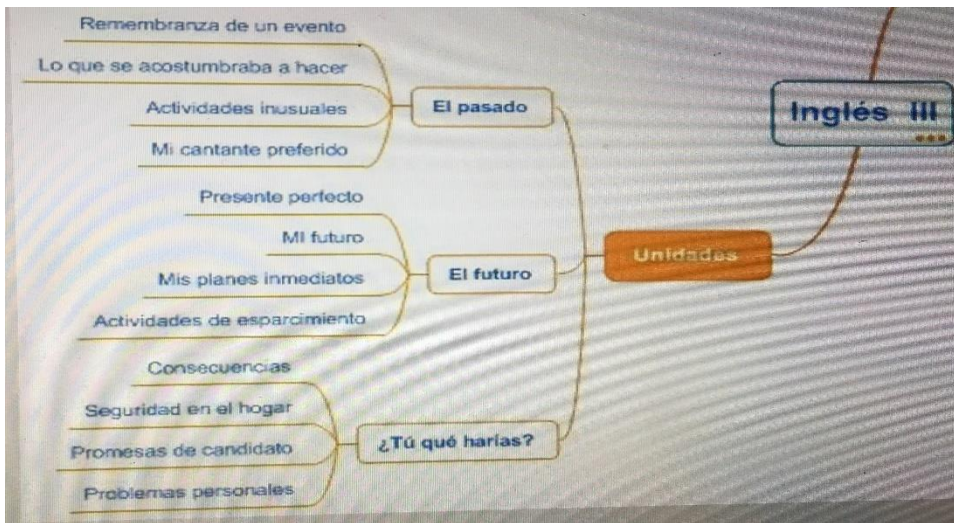 Inglés III
Unidades
El pasado
Remembranza de un evento
Lo que se acostumbraba a hacer
Actividades inusuales
Mi cantante preferido
El futuro
Presente perfecto
MI futuro
Mis planes inmediatos
Actividades de esparcimiento
¿Tú qué harías?
Consecuencias
Seguridad en el hogar
Promesas de candidato
Problemas personales